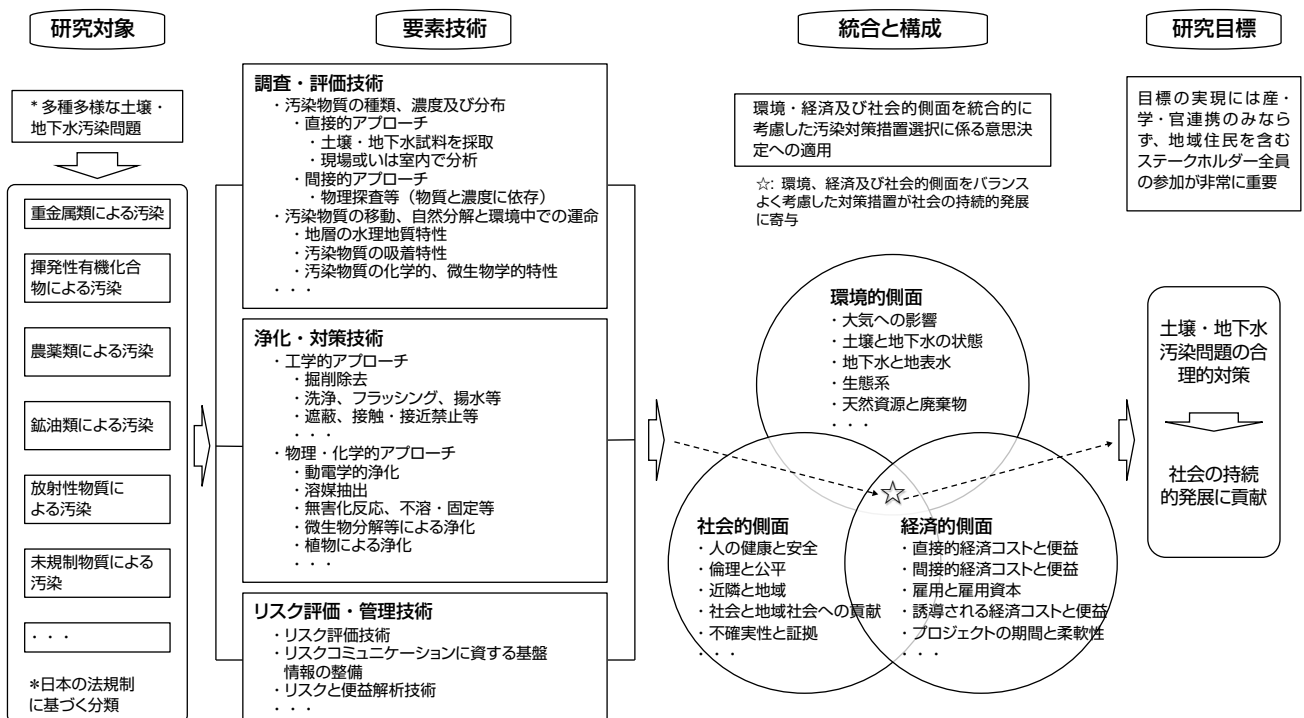 研究対象
* 多種多様な土壌・
地下水汚染問題
重金属類による汚染
揮発性有機化合
物による汚染
農薬類による汚染
鉱油類による汚染
放射性物質に
よる汚染
未規制物質による
汚染
・・・
*日本の法規制
に基づく分類
要素技術
調査・評価技術
・汚染物質の種類、濃度及び分布
・直接的アプローチ
・土壌・地下水試料を採取
・現場或いは室内で分析
・間接的アプローチ
・物理探査等（物質と濃度に依存）
・汚染物質の移動、自然分解と環境中での運命
・地層の水理地質特性
・汚染物質の吸着特性
・汚染物質の化学的、微生物学的特性
・・・
浄化・対策技術
・工学的アプローチ
・掘削除去
・洗浄、フラッシング、揚水等
・遮蔽、接触・接近禁止等
・・・
・物理・化学的アプローチ
・動電学的浄化
・溶媒抽出
・無害化反応、不溶・固定等
・微生物分解等による浄化
・植物による浄化
・・・
リスク評価・管理技術
・リスク評価技術
・リスクコミュニケーションに資する基盤
情報の整備
・リスクと便益解析技術
・・・
統合と構成
環境・経済及び社会的側面を統合的に
考慮した汚染対策措置選択に係る意思決
定への適用
☆: 環境、経済及び社会的側面をバランス
よく考慮した対策措置が社会の持続的発展
に寄与
環境的側面
・大気への影響
・土壌と地下水の状態
・地下水と地表水
・生態系
・天然資源と廃棄物
・・・
社会的側面
・人の健康と安全
・倫理と公平
・近隣と地域
・社会と地域社会への貢献
・不確実性と証拠
・・・
経済的側面
・直接的経済コストと便益
・間接的経済コストと便益
・雇用と雇用資本
・誘導される経済コストと便益
・プロジェクトの期間と柔軟性
・・・
研究目標
目標の実現には産・
学・官連携のみなら
ず、地域住民を含む
ステークホルダー全員
の参加が非常に重要
土壌・地下水
汚染問題の合
理的対策
社会の持続
的発展に貢献